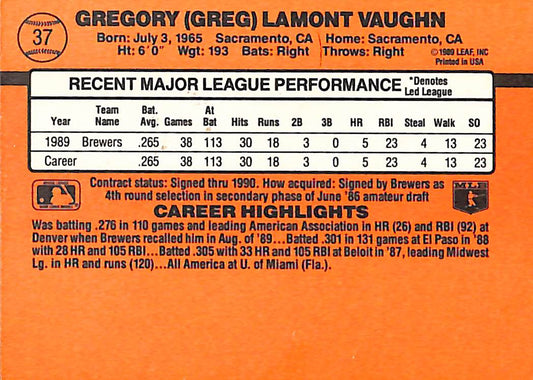 37
GREGORY (GREG) LAMONT VAUGHN
Born: July 3, 1965 Sacramento, CA Home: Sacramento, CA
Ht: 6'0" Wgt: 193 Bats: Right Throws: Right
©1989 LEAF, INC
Printed in USA
RECENT MAJOR LEAGUE PERFORMANCE *Denotes Led League
Year Team Name Bat. Avg. Games At Bat Hits Runs 2B 3B HR RBI Steal Walk SO
1989 Brewers .265 38 113 30 18 3 0 5 23 4 13 23
Career .265 38 113 30 18 3 0 5 23 4 13 23
Contract status: Signed thru 1990. How acquired: Signed by Brewers as
4th round selection in secondary phase of June '86 amateur draft
MLB
CAREER HIGHLIGHTS
Was batting .276 in 110 games and leading American Association in HR (26) and RBI (92) at
Denver when Brewers recalled him in Aug. of '89...Batted .301 in 131 games at El Paso in '88
with 28 HR and 105 RBI...Batted .305 with 33 HR and 105 RBI at Beloit in '87, leading Midwest
Lg. in HR and runs (120)...All America at U. of Miami (Fla.).